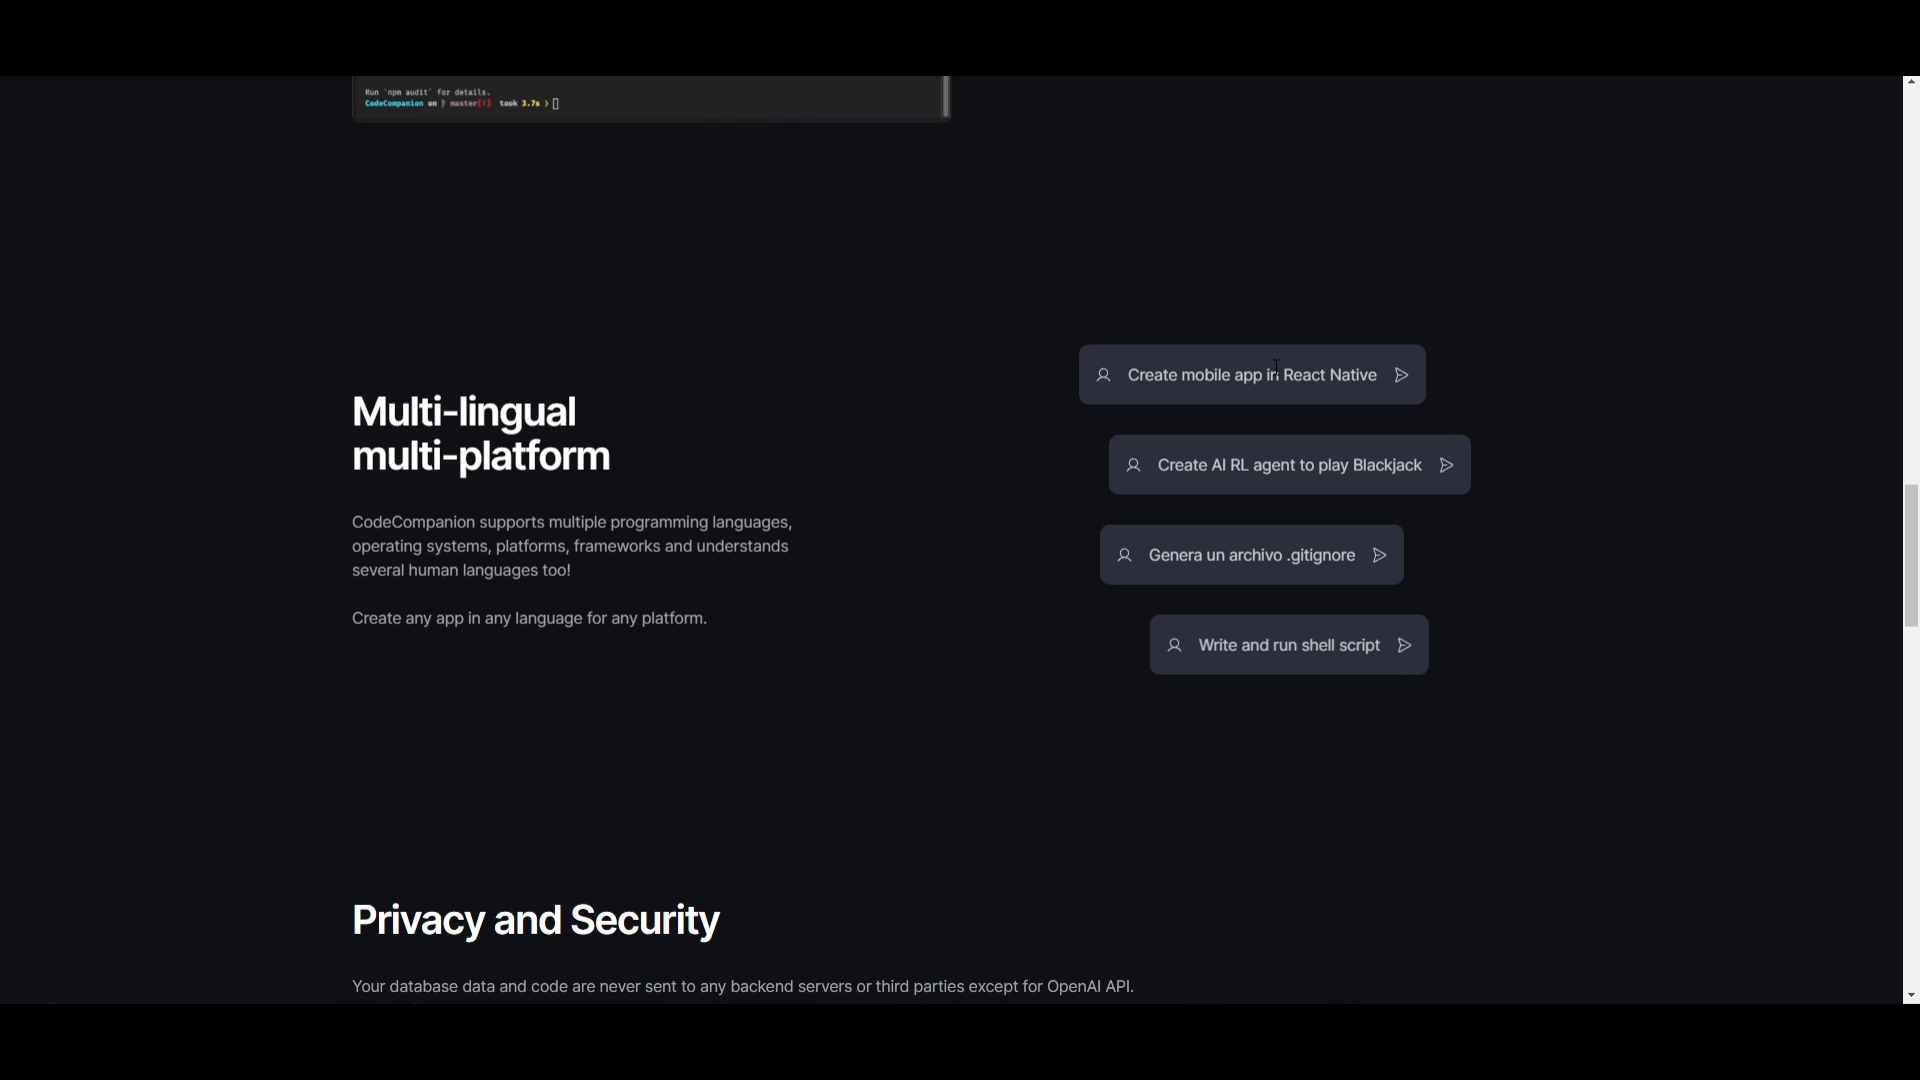 Run `npm audit` for details.
CodeCompanion on master[!] took 3.7s
Create mobile app in React Native
Multi-lingual
multi-platform
Create AI RL agent to play Blackjack
CodeCompanion supports multiple programming languages,
operating systems, platforms, frameworks and understands
several human languages too!
Genera un archivo .gitignore
Create any app in any language for any platform.
Write and run shell script
Privacy and Security
Your database data and code are never sent to any backend servers or third parties except for OpenAI API.